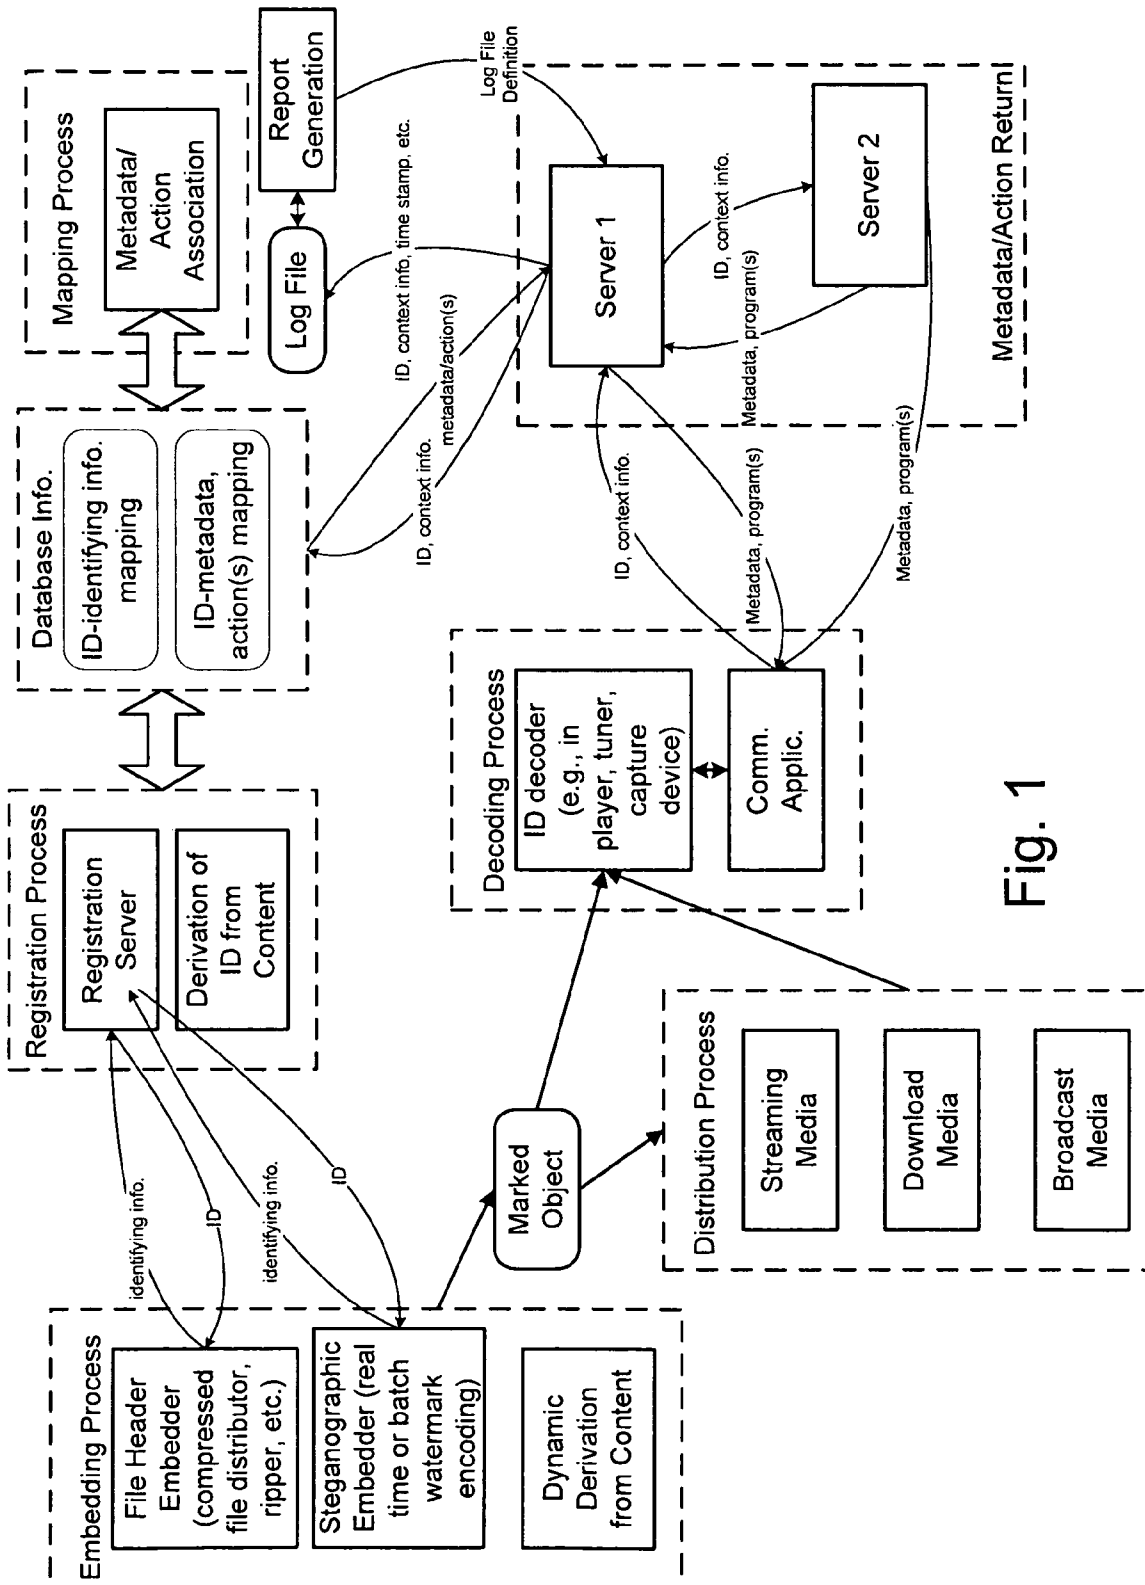 Embedding Process
File Header
Embedder
(compressed
file distributor,
ripper, etc.)
Steganographic
Embedder (real
time or batch
watermark
encoding)
Dynamic
Derivation
from Content
identifying info.
ID
identifying info.
ID
Registration Process
Registration
Server
Derivation of
ID from
Content
Database Info.
ID-identifying info.
mapping
ID-metadata,
action(s) mapping
Mapping Process
Metadata/
Action
Association
Log File
Report
Generation
Log File
Definition
ID, context info, time stamp, etc.
metadata/action(s)
ID, context info.
Marked
Object
Distribution Process
Streaming
Media
Download
Media
Broadcast
Media
Decoding Process
ID decoder
(e.g., in
player, tuner,
capture
device)
Comm.
Applic.
ID, context info.
Metadata, program(s)
Metadata, program(s)
Server 1
ID, context info.
Metadata, program(s)
Server 2
Metadata/Action Return
Fig. 1